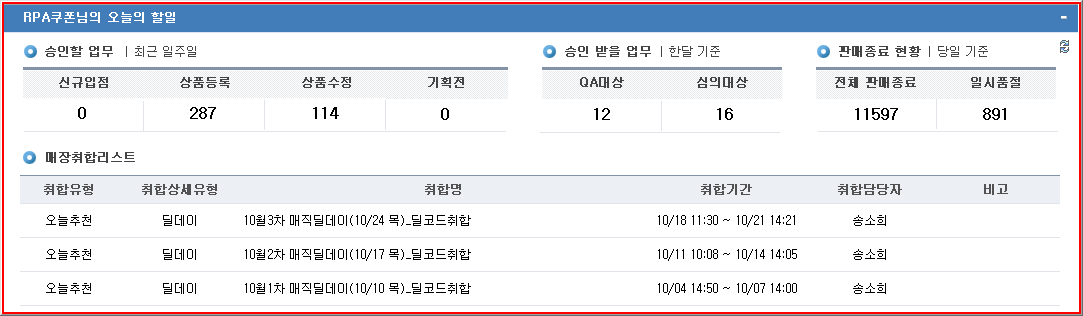 RPA쿠폰님의 오늘의 할일
승인할 업무 | 최근 일주일
신규입점 상품등록 상품수정 기획전
0 287 114 0
승인 받을 업무 | 한달 기준
QA대상 심의대상
12 16
판매종료 현황 | 당일 기준
전체 판매종료 일시품절
11597 891
매장취합리스트
취합유형 취합상세유형 취합명 취합기간 취합담당자 비고
오늘추천 딜데이 10월3차 매직딜데이(10/24 목)_딜코드취합 10/18 11:30 ~ 10/21 14:21 송소희
오늘추천 딜데이 10월2차 매직딜데이(10/17 목)_딜코드취합 10/11 10:08 ~ 10/14 14:05 송소희
오늘추천 딜데이 10월1차 매직딜데이(10/10 목)_딜코드취합 10/04 14:50 ~ 10/07 14:00 송소희